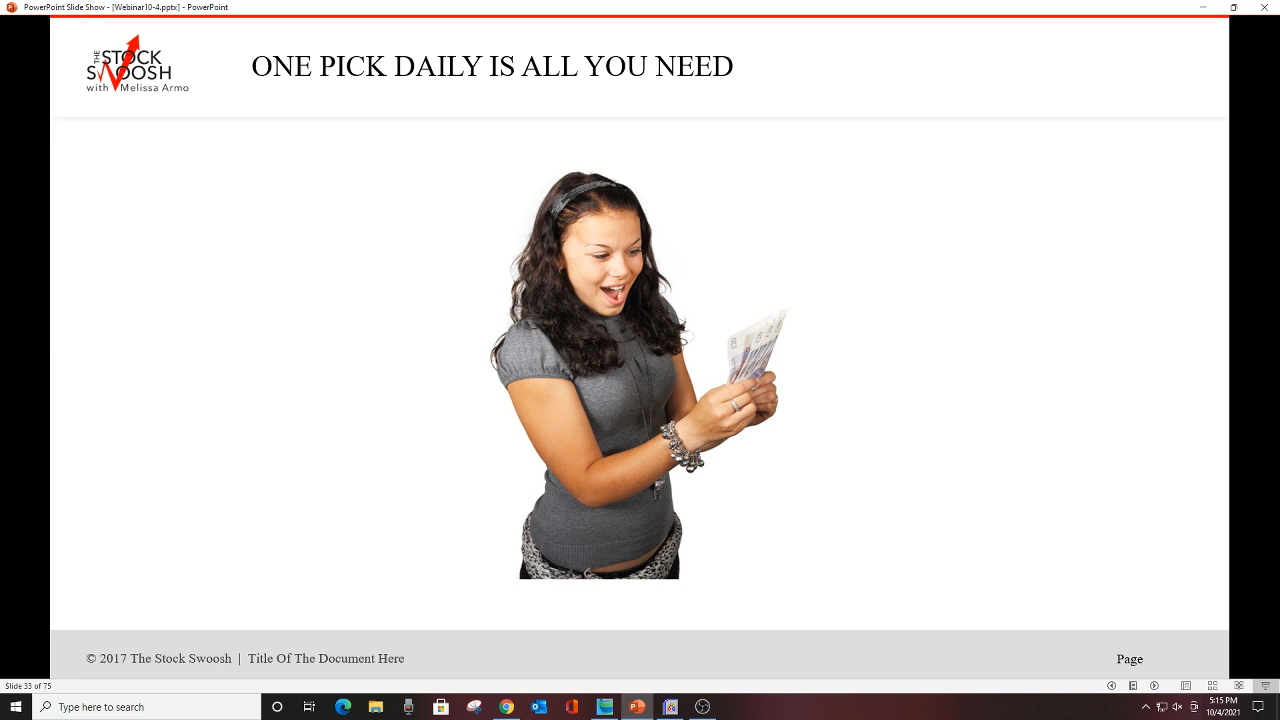 PowerPoint Slide Show - [Webinar10-4.pptx] - PowerPoint
THE
STOCK
SWOOSH
with Melissa Armo
ONE PICK DAILY IS ALL YOU NEED
© 2017 The Stock Swoosh | Title Of The Document Here
Page
Slide 33 of 75
Type here to search
5:15 PM
10/4/2021